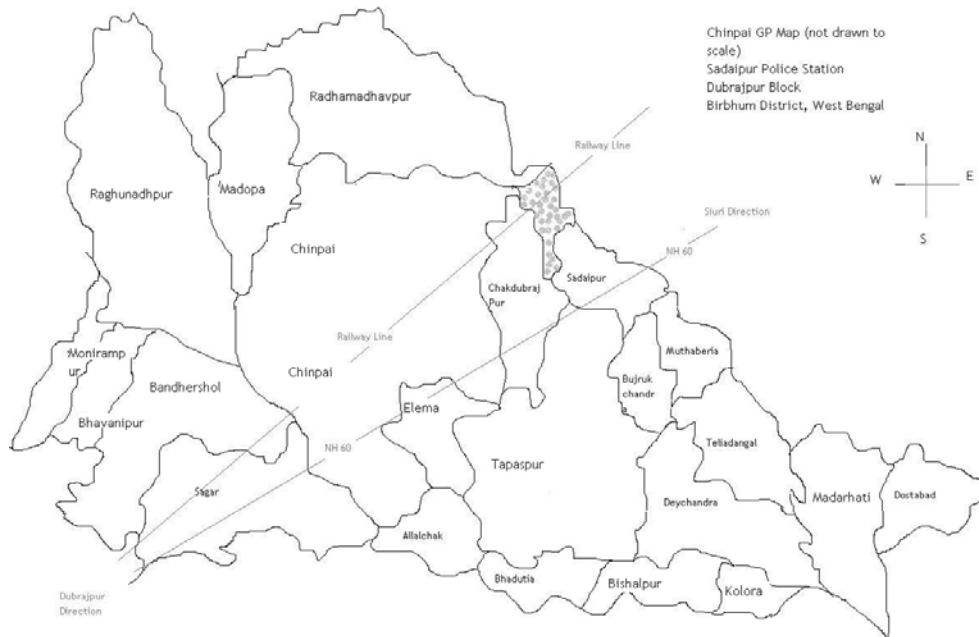 Chinpai GP Map (not drawn to
scale)
Sadaipur Police Station
Dubrajpur Block
Birbhum District, West Bengal
N
W
E
S
Radhamadhavpur
Railway Line
Raghunadhpur
Madopa
Siuri Direction
NH 60
Chinpai
Sadaipur
Chakdubraj
Pur
Railway Line
Moniramp
ur
Muthaberia
Chinpai
Bandhershol
Bujruk
chandr
a
Elema
Bhavanipur
NH 60
Teliadangal
Tapaspur
Sagar
Deychandra
Madarhati
Dostabad
Allalchak
Bhadutia
Bishalpur
Kolora
Dubrajpur
Direction